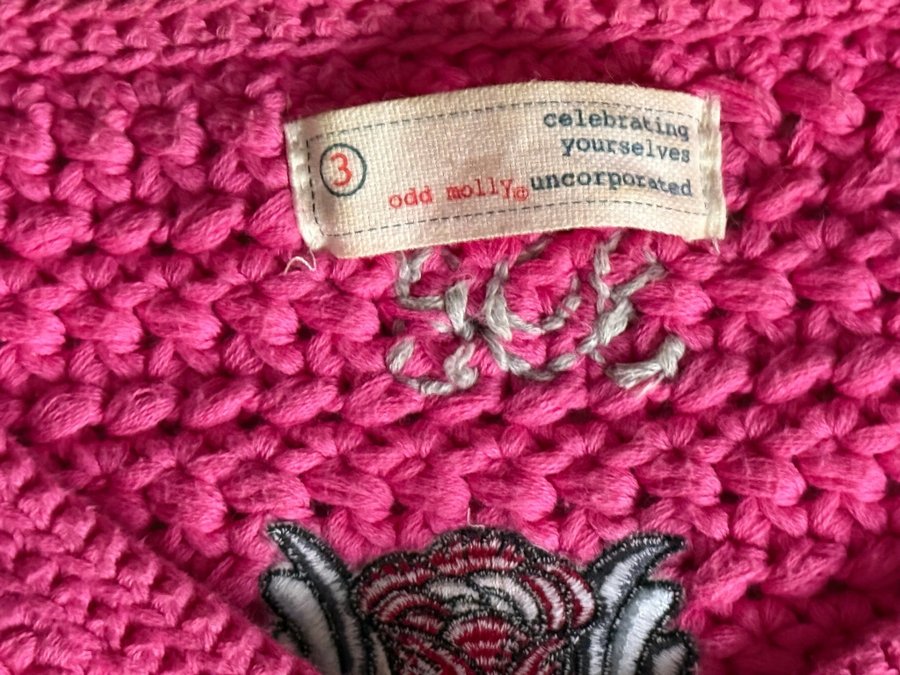 celebrating
yourselves
3
odd molly© uncorporated